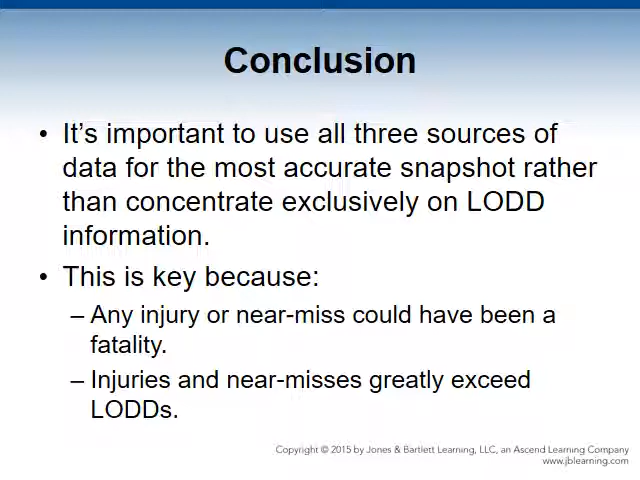 Conclusion
• It’s important to use all three sources of
data for the most accurate snapshot rather
than concentrate exclusively on LODD
information.
• This is key because:
– Any injury or near-miss could have been a
fatality.
– Injuries and near-misses greatly exceed
LODDs.
Copyright © 2015 by Jones & Bartlett Learning, LLC, an Ascend Learning Company
www.jblearning.com